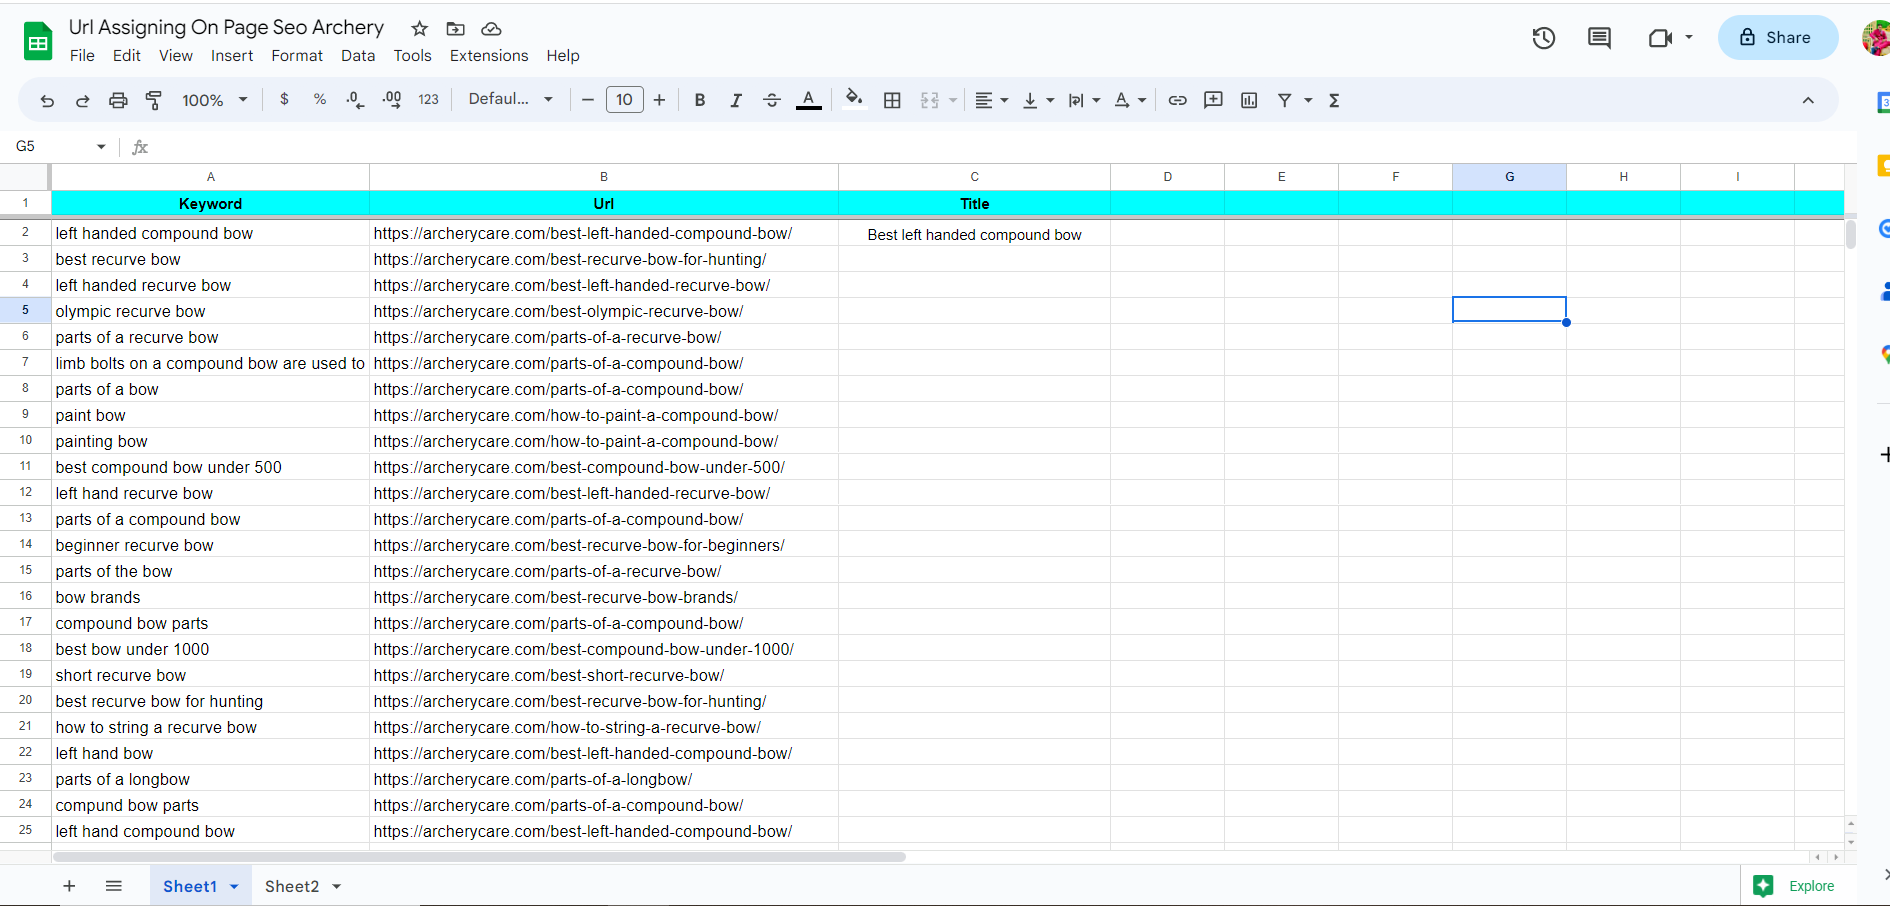 Url Assigning On Page Seo Archery
File Edit View Insert Format Data Tools Extensions Help
Share
100% $ % .0 .00 123 Defaul... 10 B I S A A Σ
G5 fx
A B C D E F G H I
1 Keyword Url Title
2 left handed compound bow https://archerycare.com/best-left-handed-compound-bow/ Best left handed compound bow
3 best recurve bow https://archerycare.com/best-recurve-bow-for-hunting/
4 left handed recurve bow https://archerycare.com/best-left-handed-recurve-bow/
5 olympic recurve bow https://archerycare.com/best-olympic-recurve-bow/
6 parts of a recurve bow https://archerycare.com/parts-of-a-recurve-bow/
7 limb bolts on a compound bow are used to https://archerycare.com/parts-of-a-compound-bow/
8 parts of a bow https://archerycare.com/parts-of-a-compound-bow/
9 paint bow https://archerycare.com/how-to-paint-a-compound-bow/
10 painting bow https://archerycare.com/how-to-paint-a-compound-bow/
11 best compound bow under 500 https://archerycare.com/best-compound-bow-under-500/
12 left hand recurve bow https://archerycare.com/best-left-handed-recurve-bow/
13 parts of a compound bow https://archerycare.com/parts-of-a-compound-bow/
14 beginner recurve bow https://archerycare.com/best-recurve-bow-for-beginners/
15 parts of the bow https://archerycare.com/parts-of-a-recurve-bow/
16 bow brands https://archerycare.com/best-recurve-bow-brands/
17 compound bow parts https://archerycare.com/parts-of-a-compound-bow/
18 best bow under 1000 https://archerycare.com/best-compound-bow-under-1000/
19 short recurve bow https://archerycare.com/best-short-recurve-bow/
20 best recurve bow for hunting https://archerycare.com/best-recurve-bow-for-hunting/
21 how to string a recurve bow https://archerycare.com/how-to-string-a-recurve-bow/
22 left hand bow https://archerycare.com/best-left-handed-compound-bow/
23 parts of a longbow https://archerycare.com/parts-of-a-longbow/
24 compund bow parts https://archerycare.com/parts-of-a-compound-bow/
25 left hand compound bow https://archerycare.com/best-left-handed-compound-bow/
Sheet1 Sheet2 Explore